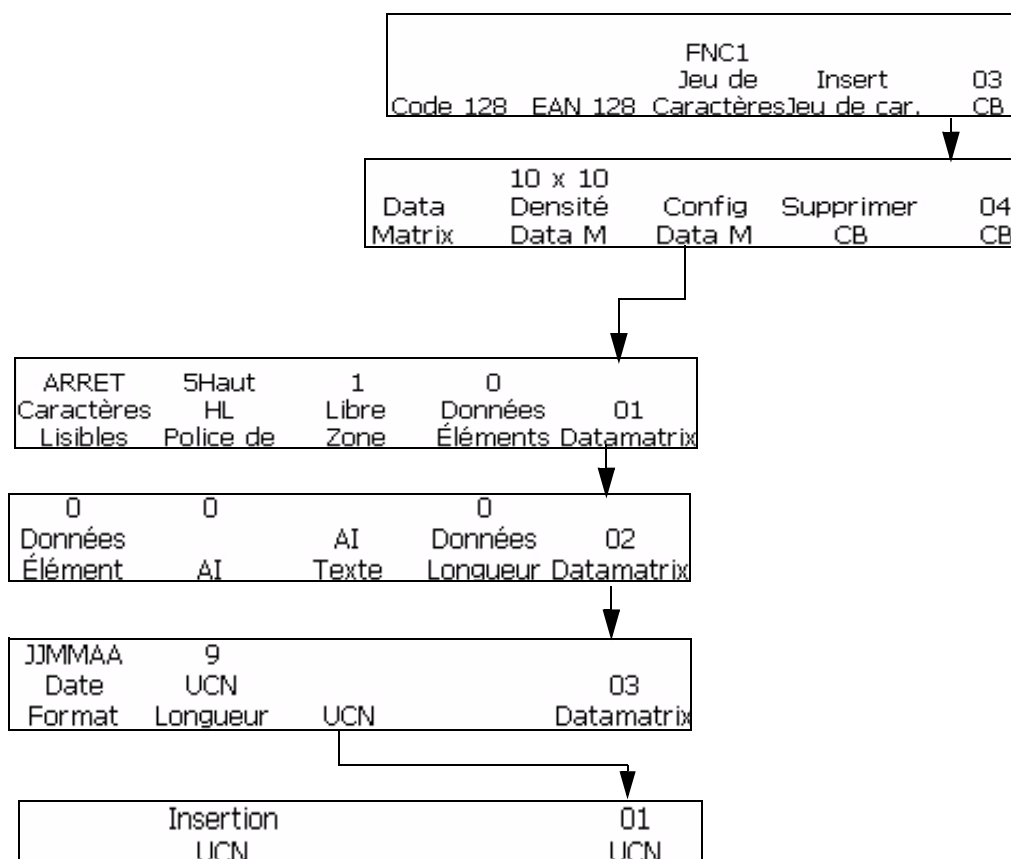 FNC1
Jeu de Insert 03
Code 128 EAN 128 Caractères Jeu de car. CB
10 x 10
Data Densité Config Supprimer 04
Matrix Data M Data M CB CB
ARRET 5Haut 1 0
Caractères HL Libre Données 01
Lisibles Police de Zone Éléments Datamatrix
0 0 0
Données AI Données 02
Élément AI Texte Longueur Datamatrix
JJMMAA 9
Date UCN 03
Format Longueur UCN Datamatrix
Insertion 01
UCN UCN